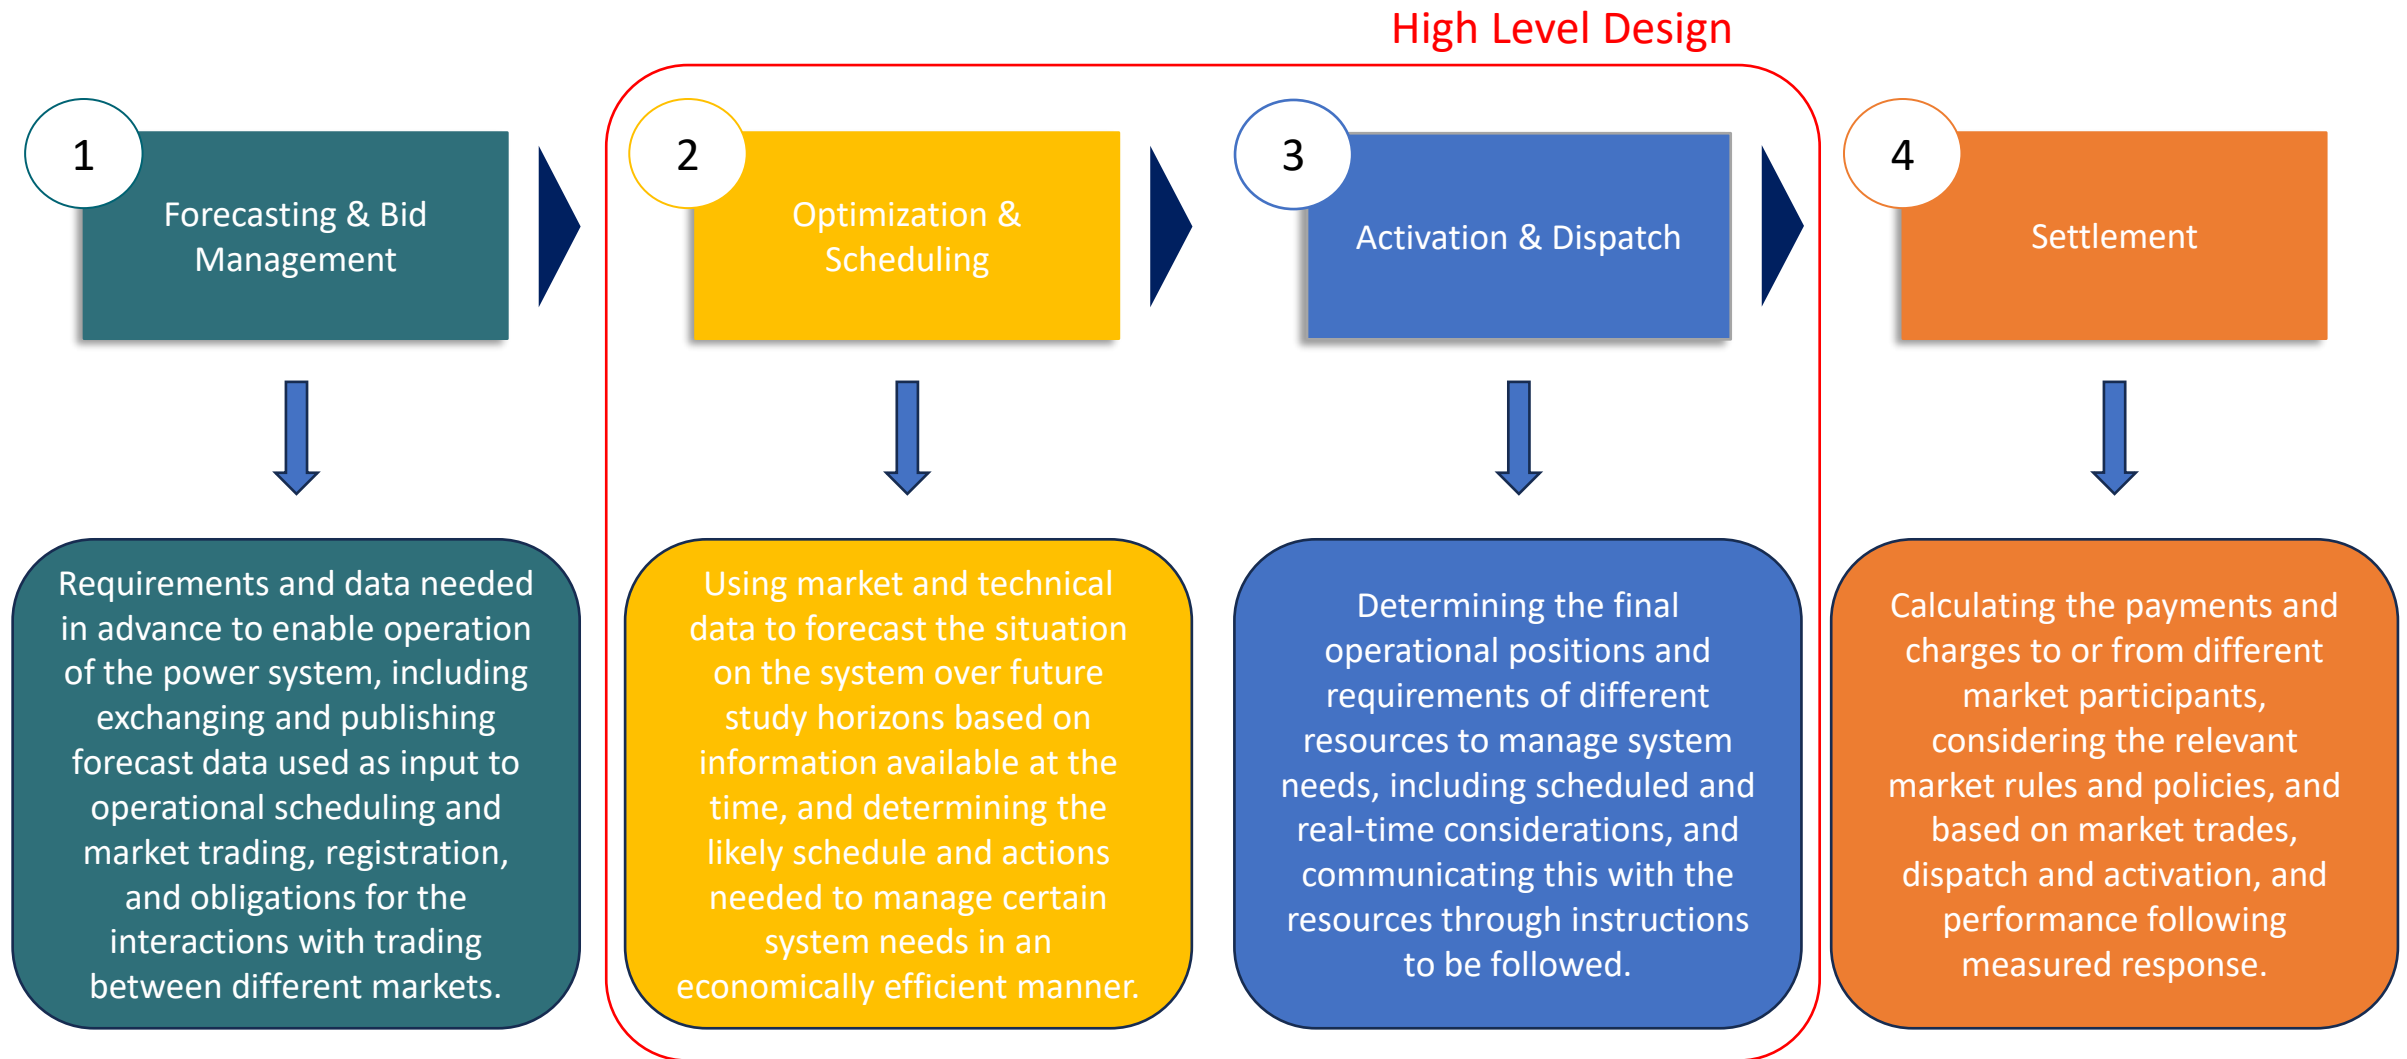 High Level Design
1
Forecasting & Bid
Management
2
Optimization &
Scheduling
3
Activation & Dispatch
4
Settlement
Requirements and data needed
in advance to enable operation
of the power system, including
exchanging and publishing
forecast data used as input to
operational scheduling and
market trading, registration,
and obligations for the
interactions with trading
between different markets.
Using market and technical
data to forecast the situation
on the system over future
study horizons based on
information available at the
time, and determining the
likely schedule and actions
needed to manage certain
system needs in an
economically efficient manner.
Determining the final
operational positions and
requirements of different
resources to manage system
needs, including scheduled and
real-time considerations, and
communicating this with the
resources through instructions
to be followed.
Calculating the payments and
charges to or from different
market participants,
considering the relevant
market rules and policies, and
based on market trades,
dispatch and activation, and
performance following
measured response.